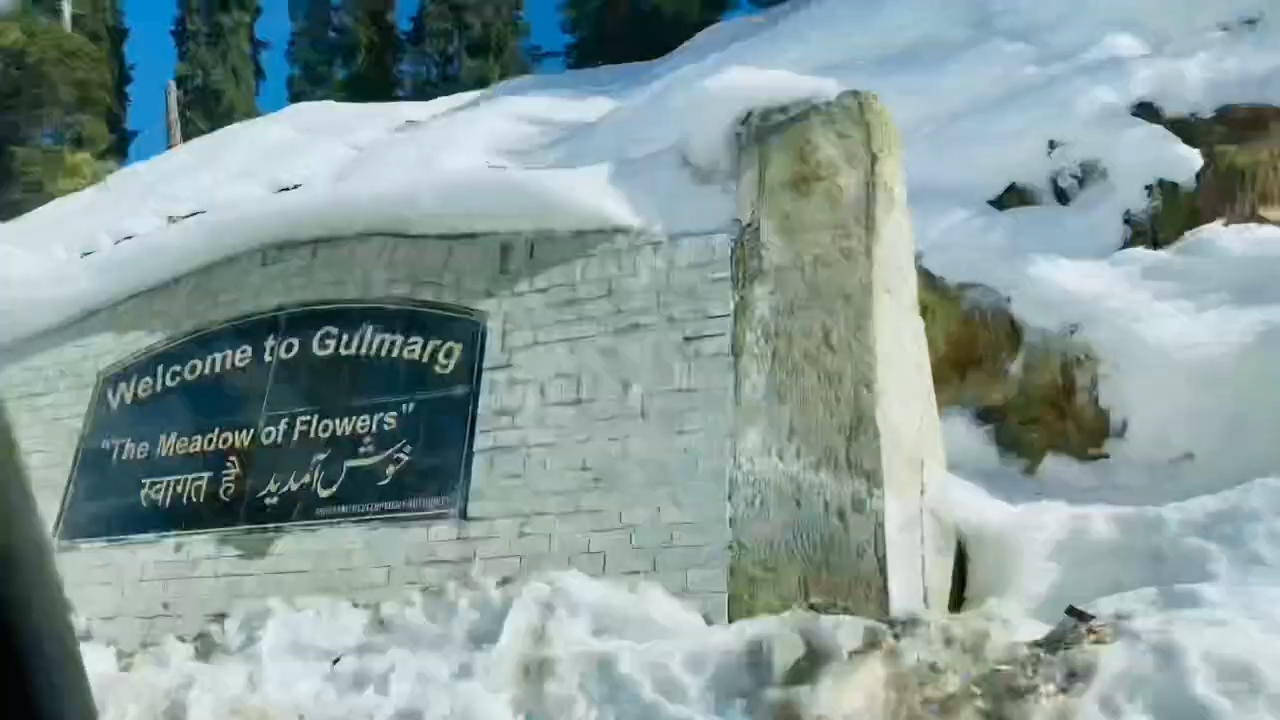 Welcome to Gulmarg
"The Meadow of Flowers"
स्वागत है خوش آمدید